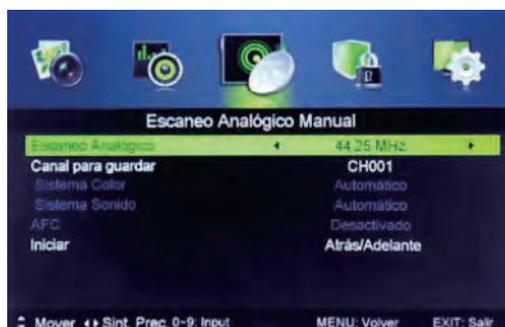 Escaneo Analógico Manual
Escaneo Analógico 44.25 MHz
Canal para guardar CH001
Sistema Color Automático
Sistema Sonido Automático
AFC Desactivado
Iniciar Atrás/Adelante
Mover Sint. Prec. 0~9: Input MENU: Volver EXIT: Salir